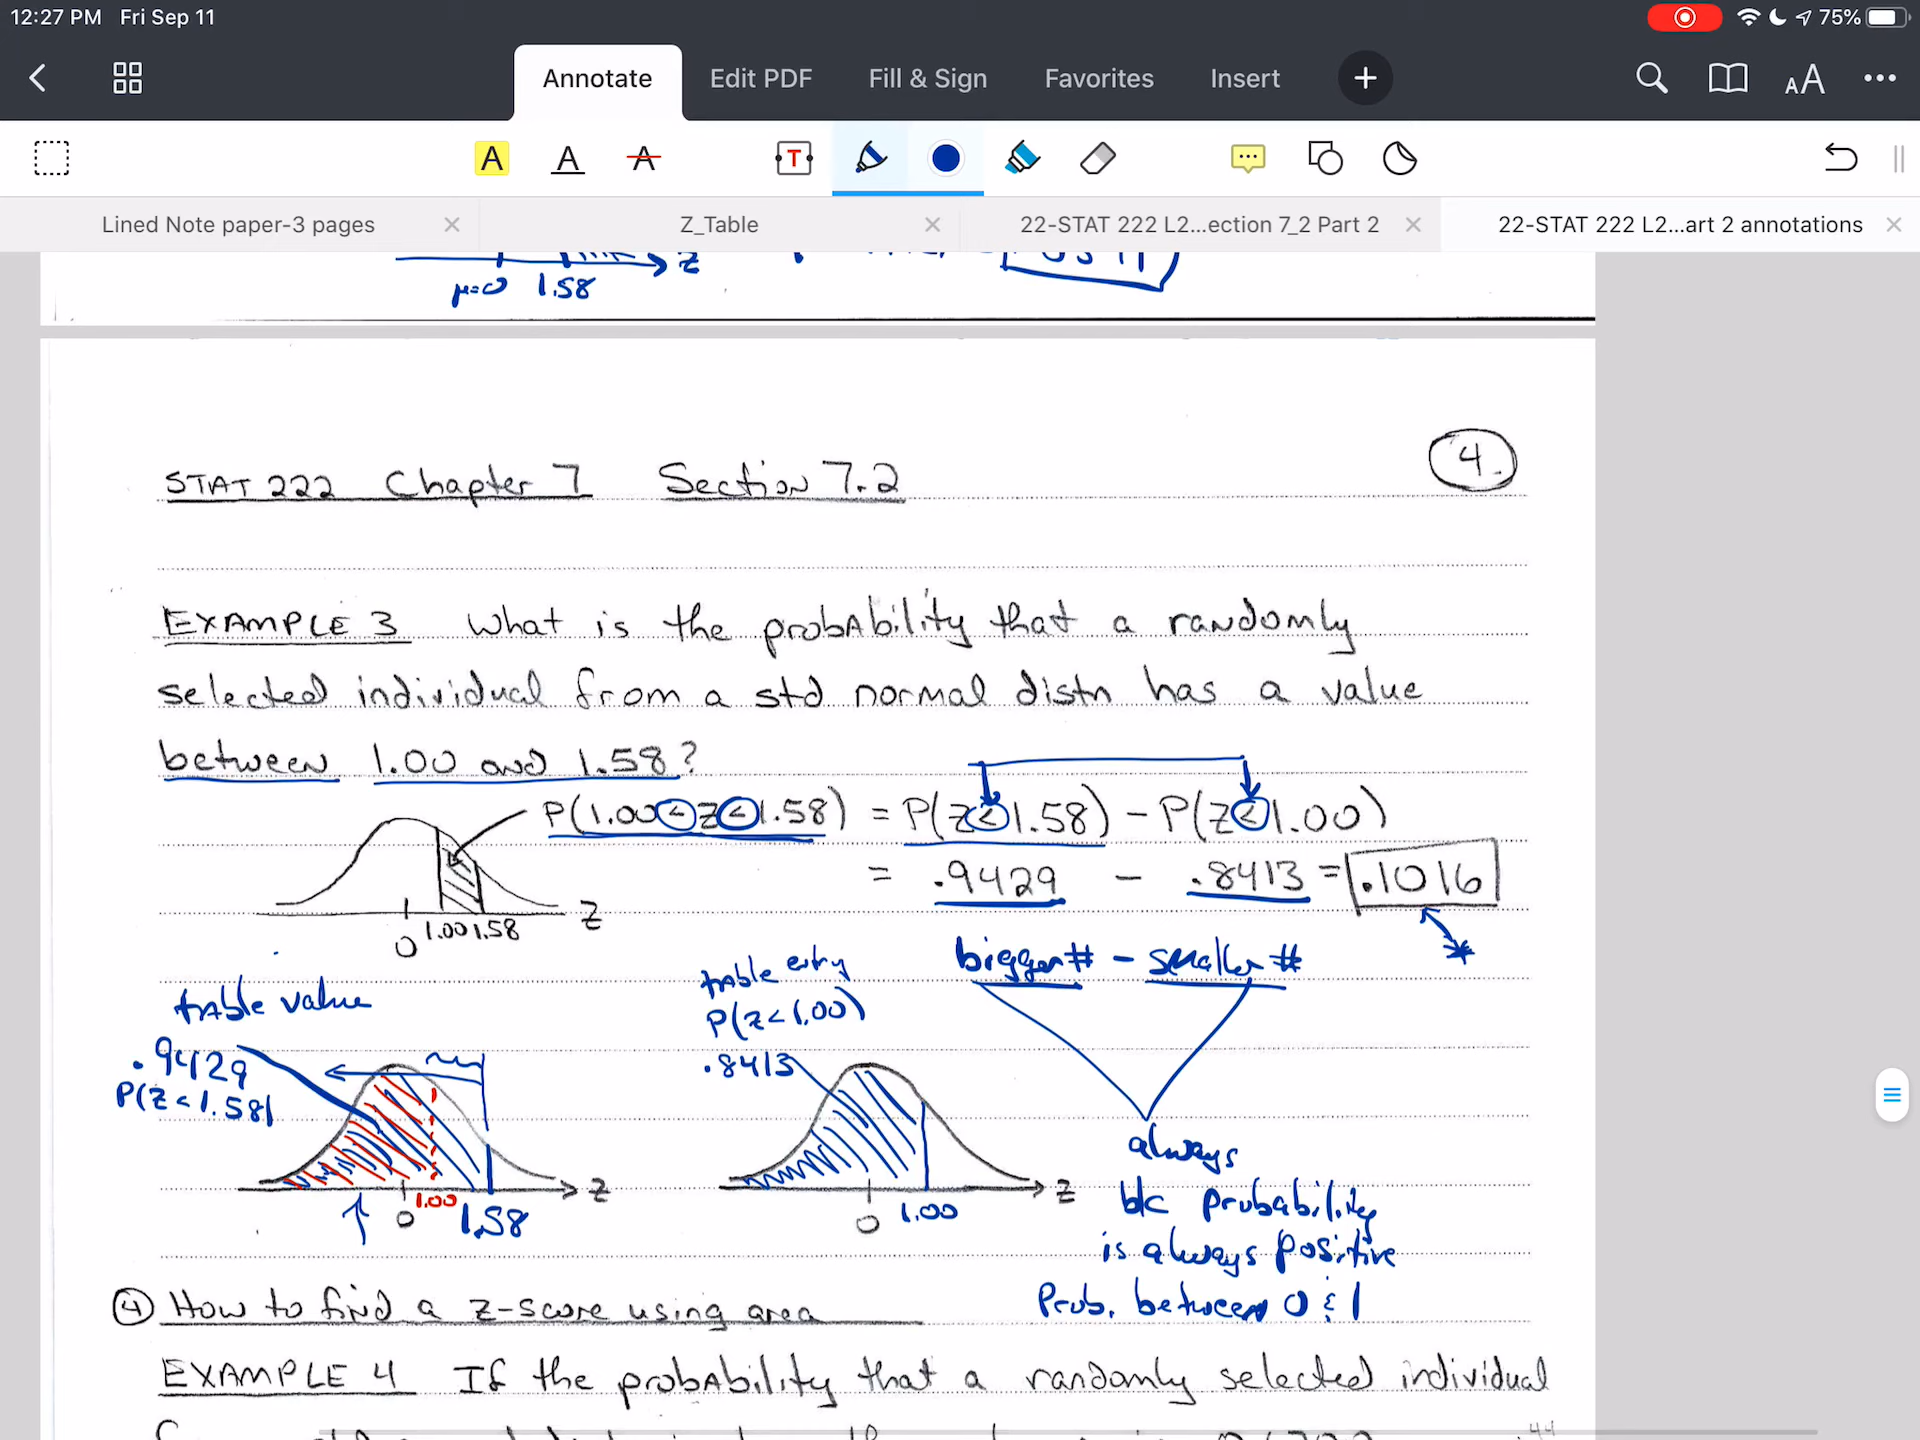 12:27 PM Fri Sep 11
75%
Annotate Edit PDF Fill & Sign Favorites Insert
AA
A A A T
Lined Note paper-3 pages
Z_Table
22-STAT 222 L2...ection 7_2 Part 2
22-STAT 222 L2...art 2 annotations
μ=0 1.58 z
STAT 222 Chapter 7 Section 7.2
4.
EXAMPLE 3 What is the probability that a randomly
selected individual from a std normal distn has a value
between 1.00 and 1.58?
P(1.00<z<1.58) = P(z<1.58) - P(z<1.00)
= .9429 - .8413 = .1016
0 1.00 1.58 z
bigger # - smaller #
table value
table entry
P(z<1.00)
.9429
P(z<1.58)
.8413
0 1.00 1.58 z
0 1.00 z
always
b/c probability
is always positive
Prob. between 0 & 1
4 How to find a z-score using area
EXAMPLE 4 If the probability that a randomly selected individual